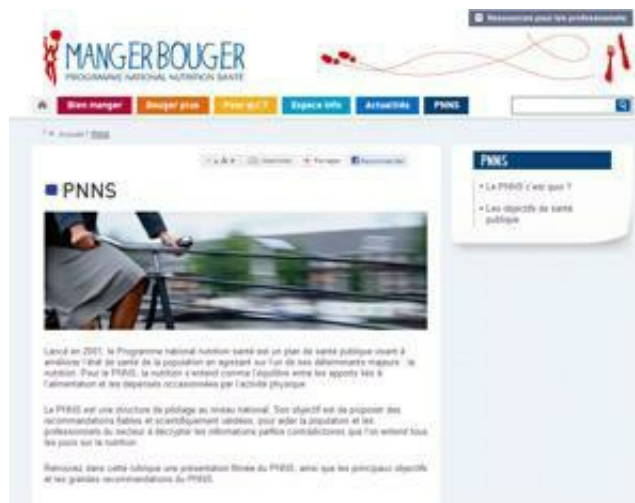 Ressources pour les professionnels
MANGERBOUGER
PROGRAMME NATIONAL NUTRITION SANTÉ
Bien manger Bouger plus Pour qui ? Espace info Actualités PNNS
Accueil / PNNS
A Imprimer Partager Recommander
PNNS
PNNS
• Le PNNS c'est quoi ?
• Les objectifs de santé
publique
Lancé en 2001, le Programme national nutrition santé est un plan de santé publique visant à
améliorer l'état de santé de la population en agissant sur l'un de ses déterminants majeurs : la
nutrition. Pour le PNNS, la nutrition s'entend comme l'équilibre entre les apports liés à
l'alimentation et les dépenses occasionnées par l'activité physique.
Le PNNS est une structure de pilotage au niveau national. Son objectif est de proposer des
recommandations fiables et scientifiquement validées, pour aider la population et les
professionnels du secteur à décrypter les informations parfois contradictoires que l'on entend tous
les jours sur la nutrition.
Retrouvez dans cette rubrique une présentation filmée du PNNS, ainsi que les principaux objectifs
et les grandes recommandations du PNNS.